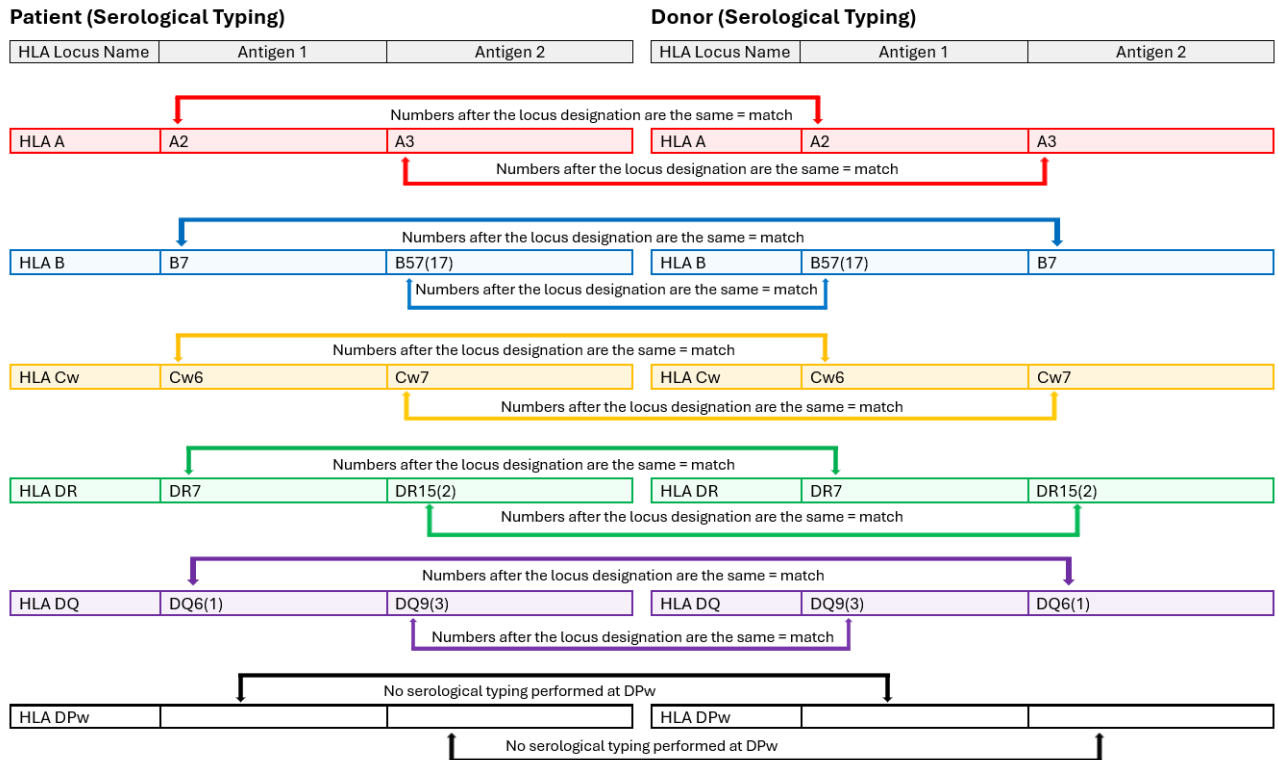 Patient (Serological Typing) Donor (Serological Typing)
HLA Locus Name Antigen 1 Antigen 2 HLA Locus Name Antigen 1 Antigen 2
Numbers after the locus designation are the same = match
HLA A A2 A3 HLA A A2 A3
Numbers after the locus designation are the same = match
Numbers after the locus designation are the same = match
HLA B B7 B57(17) HLA B B57(17) B7
Numbers after the locus designation are the same = match
Numbers after the locus designation are the same = match
HLA Cw Cw6 Cw7 HLA Cw Cw6 Cw7
Numbers after the locus designation are the same = match
Numbers after the locus designation are the same = match
HLA DR DR7 DR15(2) HLA DR DR7 DR15(2)
Numbers after the locus designation are the same = match
Numbers after the locus designation are the same = match
HLA DQ DQ6(1) DQ9(3) HLA DQ DQ9(3) DQ6(1)
Numbers after the locus designation are the same = match
No serological typing performed at DPw
HLA DPw HLA DPw
No serological typing performed at DPw